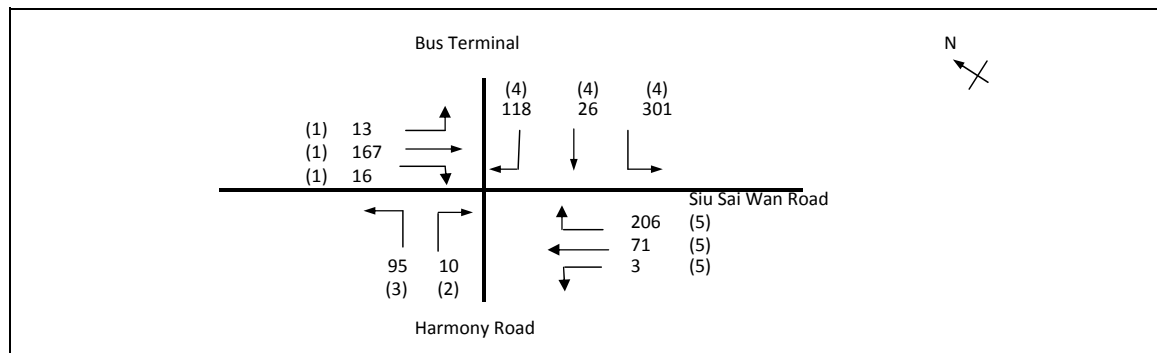 Bus Terminal
N
(4) (4) (4)
118 26 301
(1) 13
(1) 167
(1) 16
Siu Sai Wan Road
206 (5)
71 (5)
3 (5)
95 10
(3) (2)
Harmony Road